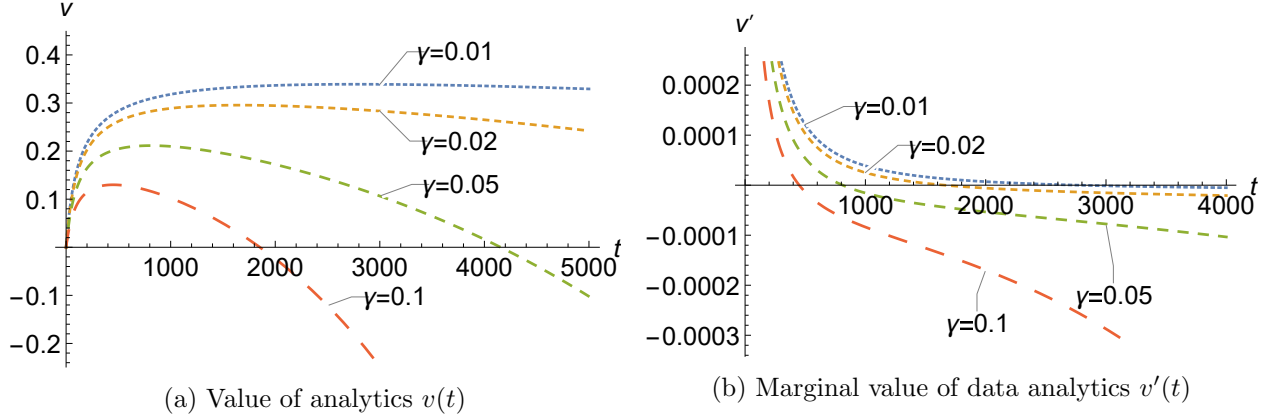 v
0.4
0.3
0.2
0.1
−0.1
−0.2
1000 2000 3000 4000 5000
t
γ=0.01
γ=0.02
γ=0.05
γ=0.1
(a) Value of analytics v(t)
v′
0.0002
0.0001
−0.0001
−0.0002
−0.0003
1000 2000 3000 4000
t
γ=0.01
γ=0.02
γ=0.05
γ=0.1
(b) Marginal value of data analytics v′(t)